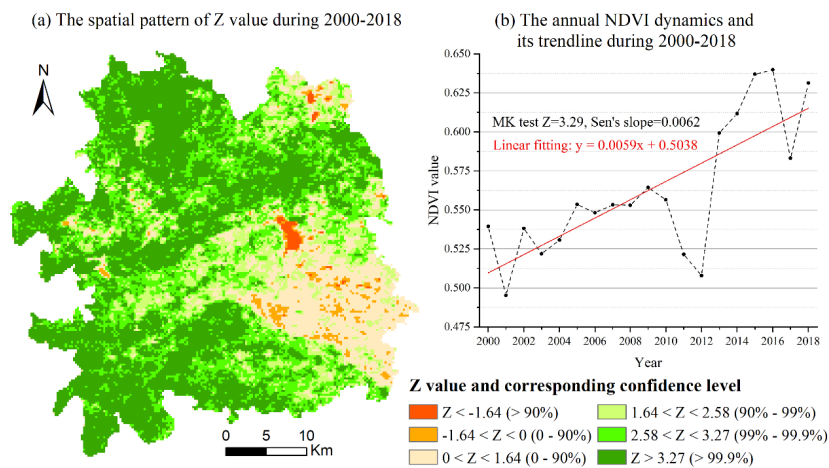 (a) The spatial pattern of Z value during 2000-2018
N
0 5 10
Km
(b) The annual NDVI dynamics and
its trendline during 2000-2018
0.650
0.625
0.600
0.575
0.550
0.525
0.500
0.475
NDVI value
MK test Z=3.29, Sen's slope=0.0062
Linear fitting: y = 0.0059x + 0.5038
2000 2002 2004 2006 2008 2010 2012 2014 2016 2018
Year
Z value and corresponding confidence level
Z < -1.64 (> 90%)
-1.64 < Z < 0 (0 - 90%)
0 < Z < 1.64 (0 - 90%)
1.64 < Z < 2.58 (90% - 99%)
2.58 < Z < 3.27 (99% - 99.9%)
Z > 3.27 (> 99.9%)